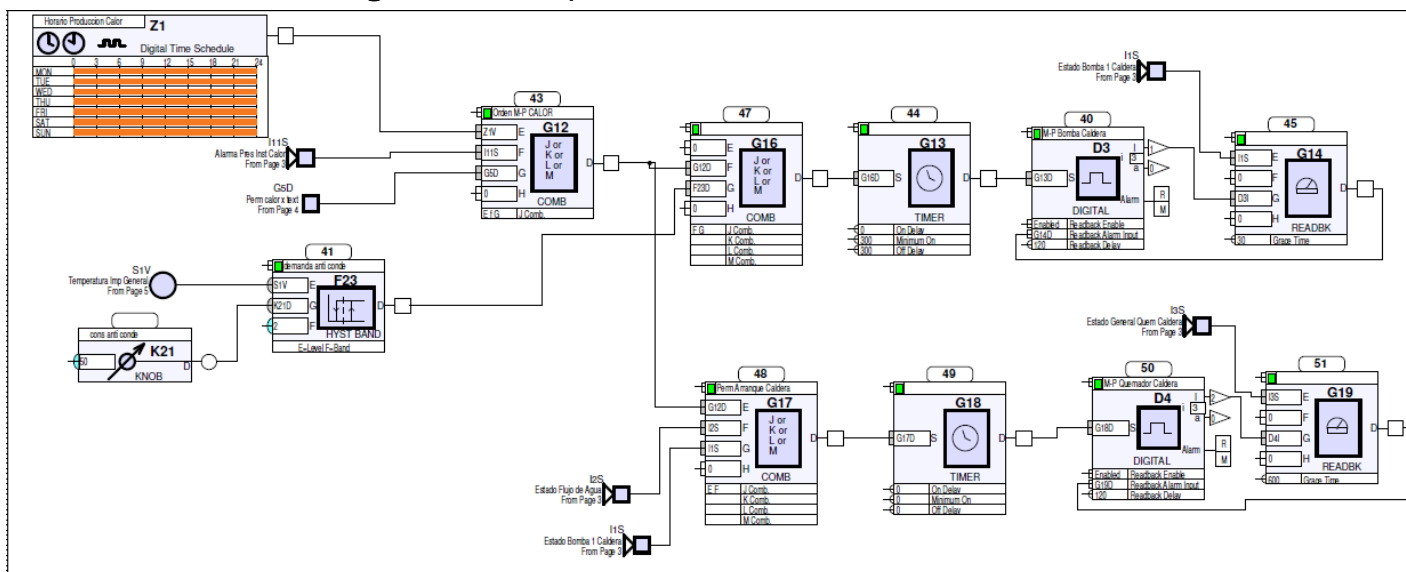 Horario Produccion Calor
Z1
Digital Time Schedule
0 3 6 9 12 15 18 21 24
MON
TUE
WED
THU
FRI
SAT
SUN
I11S
Alarma Pres Inst Calor
From Page 3
G5D
Perm calor x text
From Page 4
43
Orden M-P CALOR
G12
Z1V E
I11S F
G5D G
0 H
J or
K or
L or
M
D
COMB
E f G J Comb.
41
demanda anti conde
F23
S1V E
K21D G
2 F
D
HYST BAND
E-Level F-Band
S1V
Temperatura Imp General
From Page 5
cons anti conde
K21
50
D
KNOB
47
G16
0 E
G12D F
F23D G
0 H
J or
K or
L or
M
D
COMB
F G J Comb.
K Comb.
L Comb.
M Comb.
44
G13
G16D S
D
TIMER
0 On Delay
300 Minimum On
300 Off Delay
40
M-P Bomba Caldera
D3
G13D S
I 1
i 3
a 0
Alarm R
M
DIGITAL
Enabled Readback Enable
G14D Readback Alarm Input
120 Readback Delay
I1S
Estado Bomba 1 Caldera
From Page 3
45
G14
I1S E
0 F
D3I G
0 H
D
READBK
30 Grace Time
48
Perm Arranque Caldera
G17
G12D E
I2S F
I1S G
0 H
J or
K or
L or
M
D
COMB
E F J Comb.
K Comb.
L Comb.
M Comb.
I2S
Estado Flujo de Agua
From Page 3
I1S
Estado Bomba 1 Caldera
From Page 3
49
G18
G17D S
D
TIMER
0 On Delay
0 Minimum On
0 Off Delay
50
M-P Quemador Caldera
D4
G18D S
I 2
i 3
a 0
Alarm R
M
DIGITAL
Enabled Readback Enable
G19D Readback Alarm Input
120 Readback Delay
I3S
Estado General Quem Caldera
From Page 3
51
G19
I3S E
0 F
D4I G
0 H
D
READBK
600 Grace Time